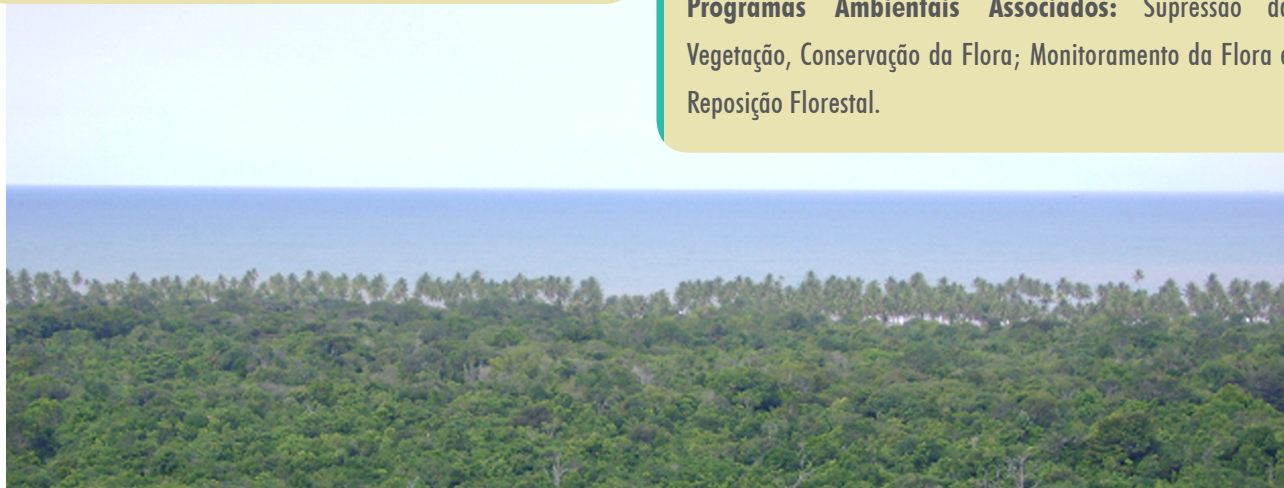 Programas Ambientais Associados: Supressão
Vegetação, Conservação da Flora; Monitoramento da Flora
Reposição Florestal.